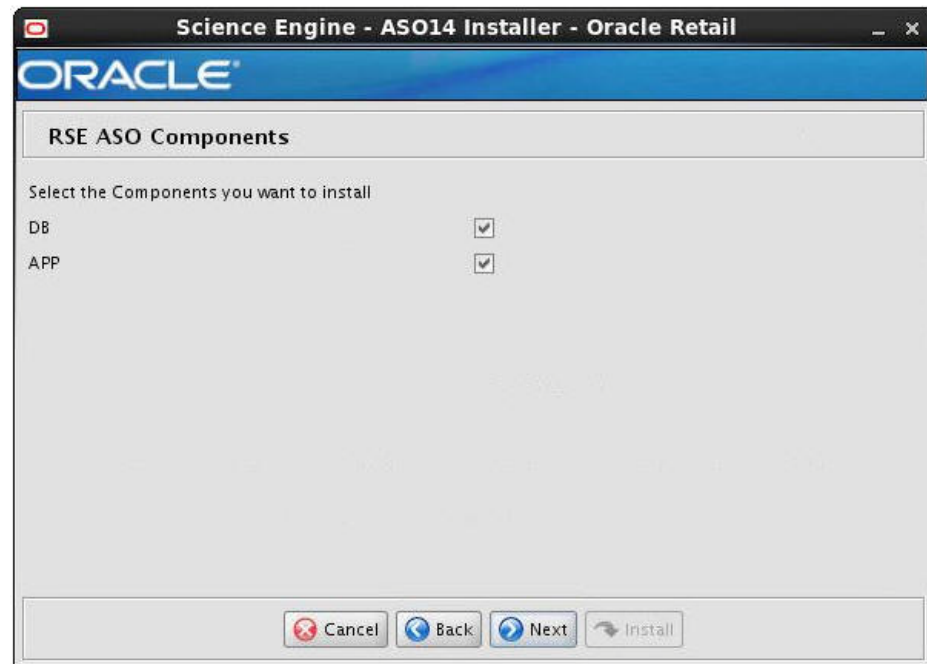 Science Engine - ASO14 Installer - Oracle Retail
ORACLE
RSE ASO Components
Select the Components you want to install
DB
APP
Cancel Back Next Install